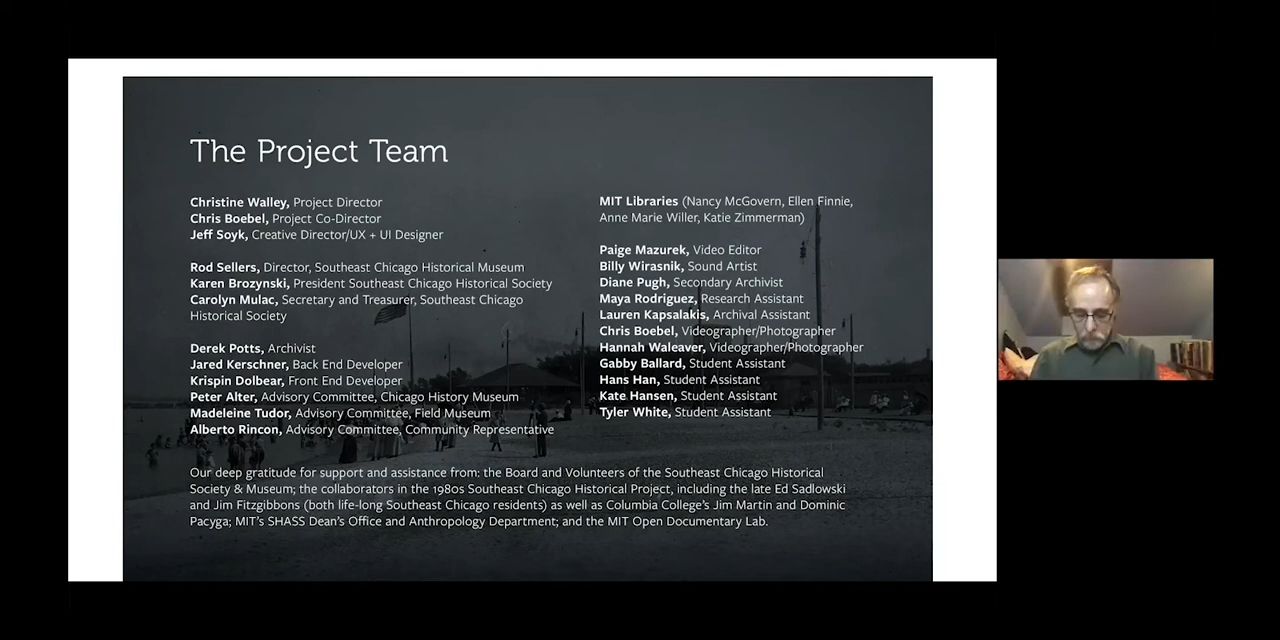 The Project Team
Christine Walley, Project Director
Chris Boebel, Project Co-Director
Jeff Soyk, Creative Director/UX + UI Designer
Rod Sellers, Director, Southeast Chicago Historical Museum
Karen Brozynski, President Southeast Chicago Historical Society
Carolyn Mulac, Secretary and Treasurer, Southeast Chicago
Historical Society
Derek Potts, Archivist
Jared Kerschner, Back End Developer
Krispin Dolbear, Front End Developer
Peter Alter, Advisory Committee, Chicago History Museum
Madeleine Tudor, Advisory Committee, Field Museum
Alberto Rincon, Advisory Committee, Community Representative
MIT Libraries (Nancy McGovern, Ellen Finnie,
Anne Marie Willer, Katie Zimmerman)
Paige Mazurek, Video Editor
Billy Wirasnik, Sound Artist
Diane Pugh, Secondary Archivist
Maya Rodriguez, Research Assistant
Lauren Kapsalakis, Archival Assistant
Chris Boebel, Videographer/Photographer
Hannah Waleaver, Videographer/Photographer
Gabby Ballard, Student Assistant
Hans Han, Student Assistant
Kate Hansen, Student Assistant
Tyler White, Student Assistant
Our deep gratitude for support and assistance from: the Board and Volunteers of the Southeast Chicago Historical
Society & Museum; the collaborators in the 1980s Southeast Chicago Historical Project, including the late Ed Sadlowski
and Jim Fitzgibbons (both life-long Southeast Chicago residents) as well as Columbia College's Jim Martin and Dominic
Pacyga; MIT's SHASS Dean's Office and Anthropology Department; and the MIT Open Documentary Lab.